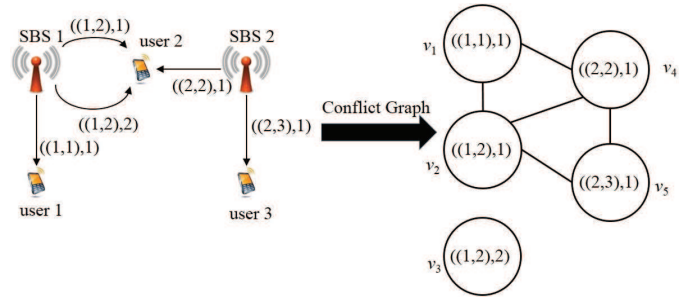 SBS 1
((1,2),1)
user 2
SBS 2
((2,2),1)
((1,2),2)
((1,1),1)
((2,3),1)
user 1
user 3
Conflict Graph
v1
((1,1),1)
((2,2),1)
v4
((1,2),1)
v2
((2,3),1)
v5
v3
((1,2),2)